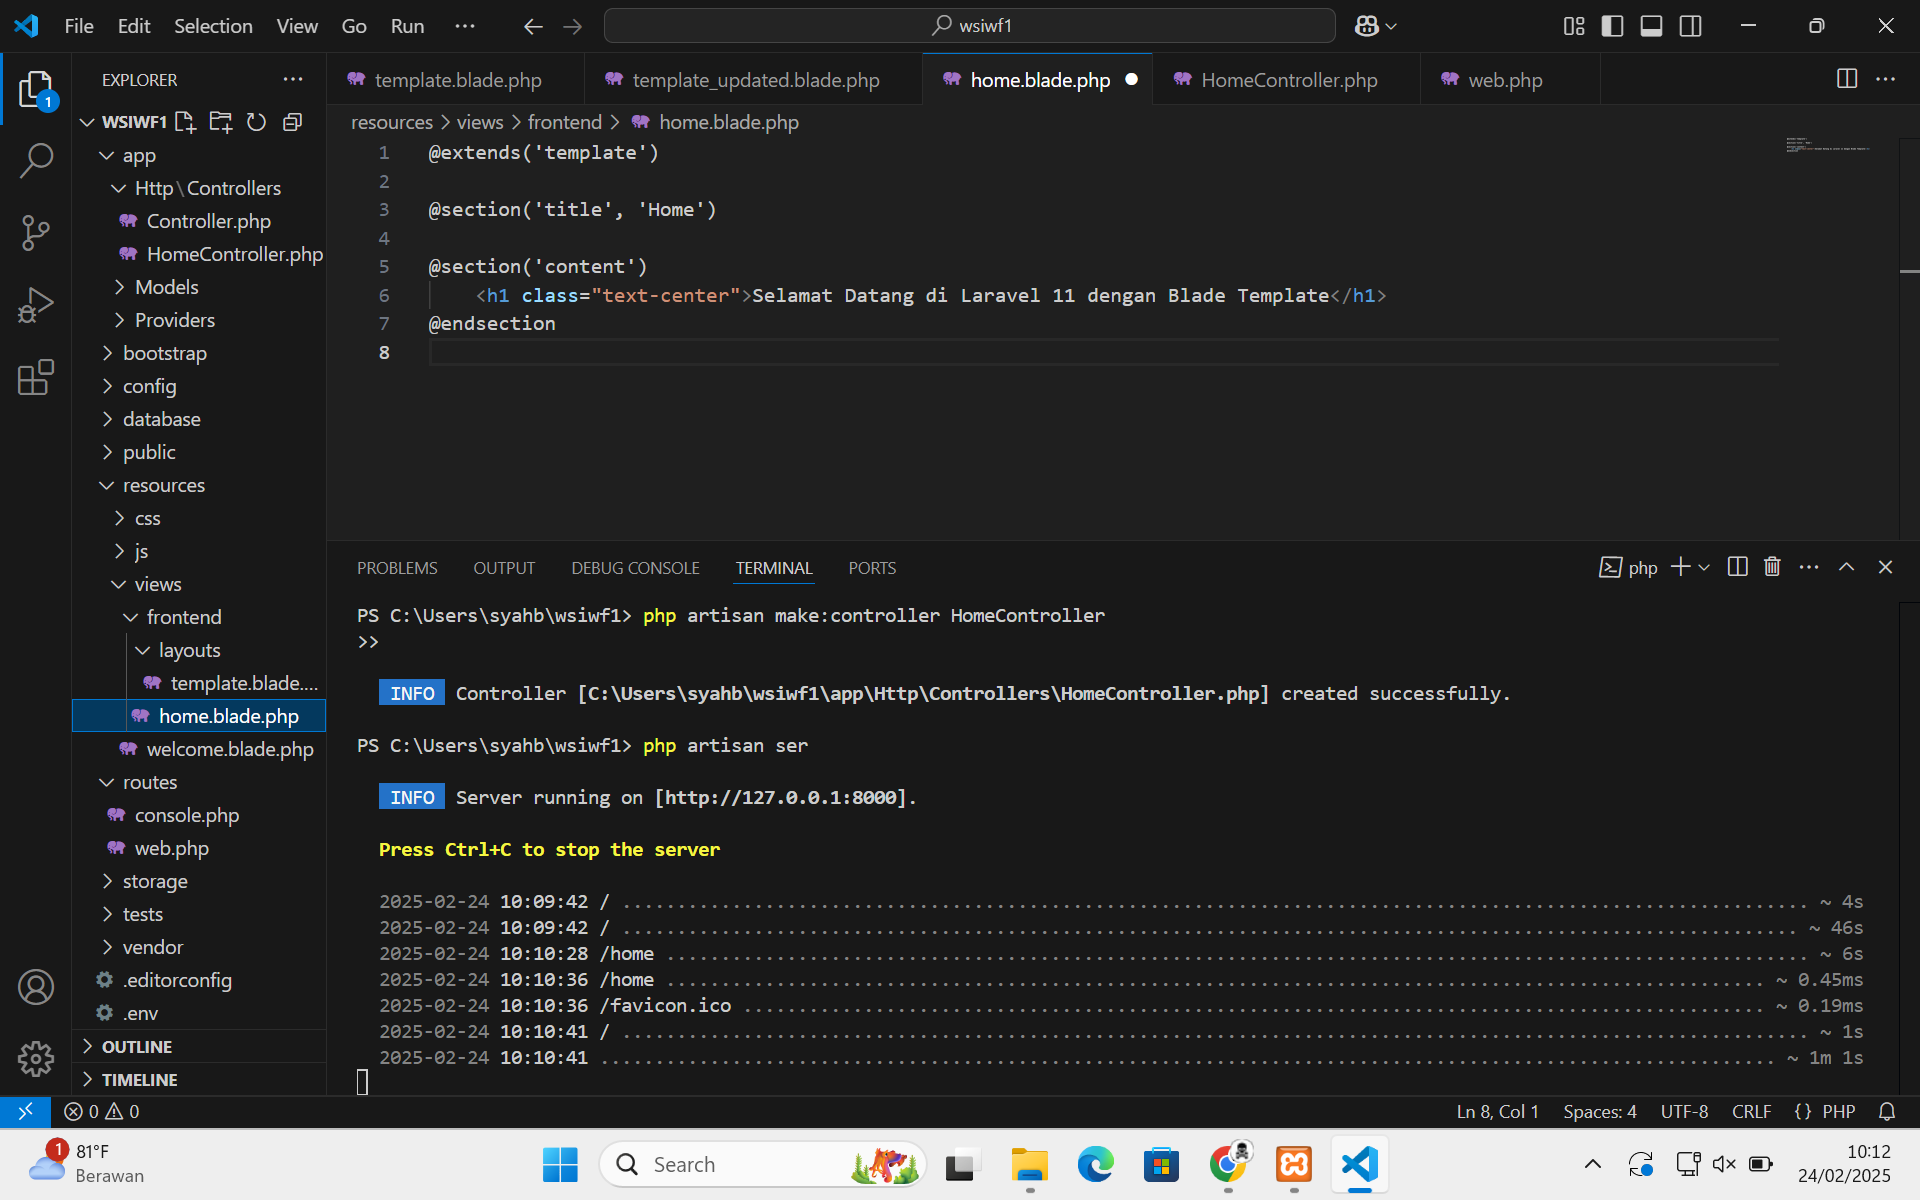 File Edit Selection View Go Run ··· wsiwf1
EXPLORER
template.blade.php template_updated.blade.php home.blade.php HomeController.php web.php
1
WSIWF1
resources > views > frontend > home.blade.php
app
Http\Controllers
Controller.php
HomeController.php
Models
Providers
bootstrap
config
database
public
resources
css
js
views
frontend
layouts
template.blade....
home.blade.php
welcome.blade.php
routes
console.php
web.php
storage
tests
vendor
.editorconfig
.env
OUTLINE
TIMELINE
1 @extends('template')
2
3 @section('title', 'Home')
4
5 @section('content')
6 <h1 class="text-center">Selamat Datang di Laravel 11 dengan Blade Template</h1>
7 @endsection
8
PROBLEMS OUTPUT DEBUG CONSOLE TERMINAL PORTS php
PS C:\Users\syahb\wsiwf1> php artisan make:controller HomeController
>>
INFO Controller [C:\Users\syahb\wsiwf1\app\Http\Controllers\HomeController.php] created successfully.
PS C:\Users\syahb\wsiwf1> php artisan ser
INFO Server running on [http://127.0.0.1:8000].
Press Ctrl+C to stop the server
2025-02-24 10:09:42 / ........................................ ~ 4s
2025-02-24 10:09:42 / ........................................ ~ 46s
2025-02-24 10:10:28 /home ........................................ ~ 6s
2025-02-24 10:10:36 /home ........................................ ~ 0.45ms
2025-02-24 10:10:36 /favicon.ico ........................................ ~ 0.19ms
2025-02-24 10:10:41 / ........................................ ~ 1s
2025-02-24 10:10:41 ........................................ ~ 1m 1s
0 0 Ln 8, Col 1 Spaces: 4 UTF-8 CRLF {} PHP
1 81°F
Berawan
Search
10:12
24/02/2025